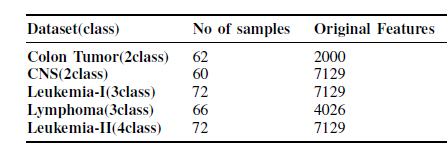 Dataset(class) No of samples Original Features
Colon Tumor(2class) 62 2000
CNS(2class) 60 7129
Leukemia-I(3class) 72 7129
Lymphoma(3class) 66 4026
Leukemia-II(4class) 72 7129